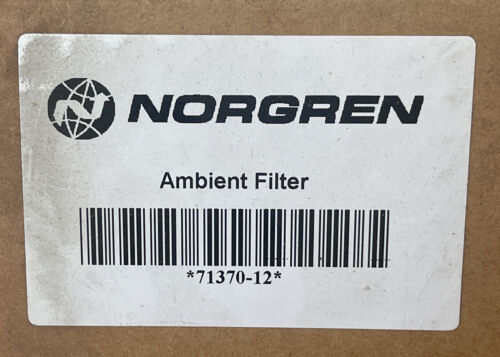 NORGREN
Ambient Filter
*71370-12*